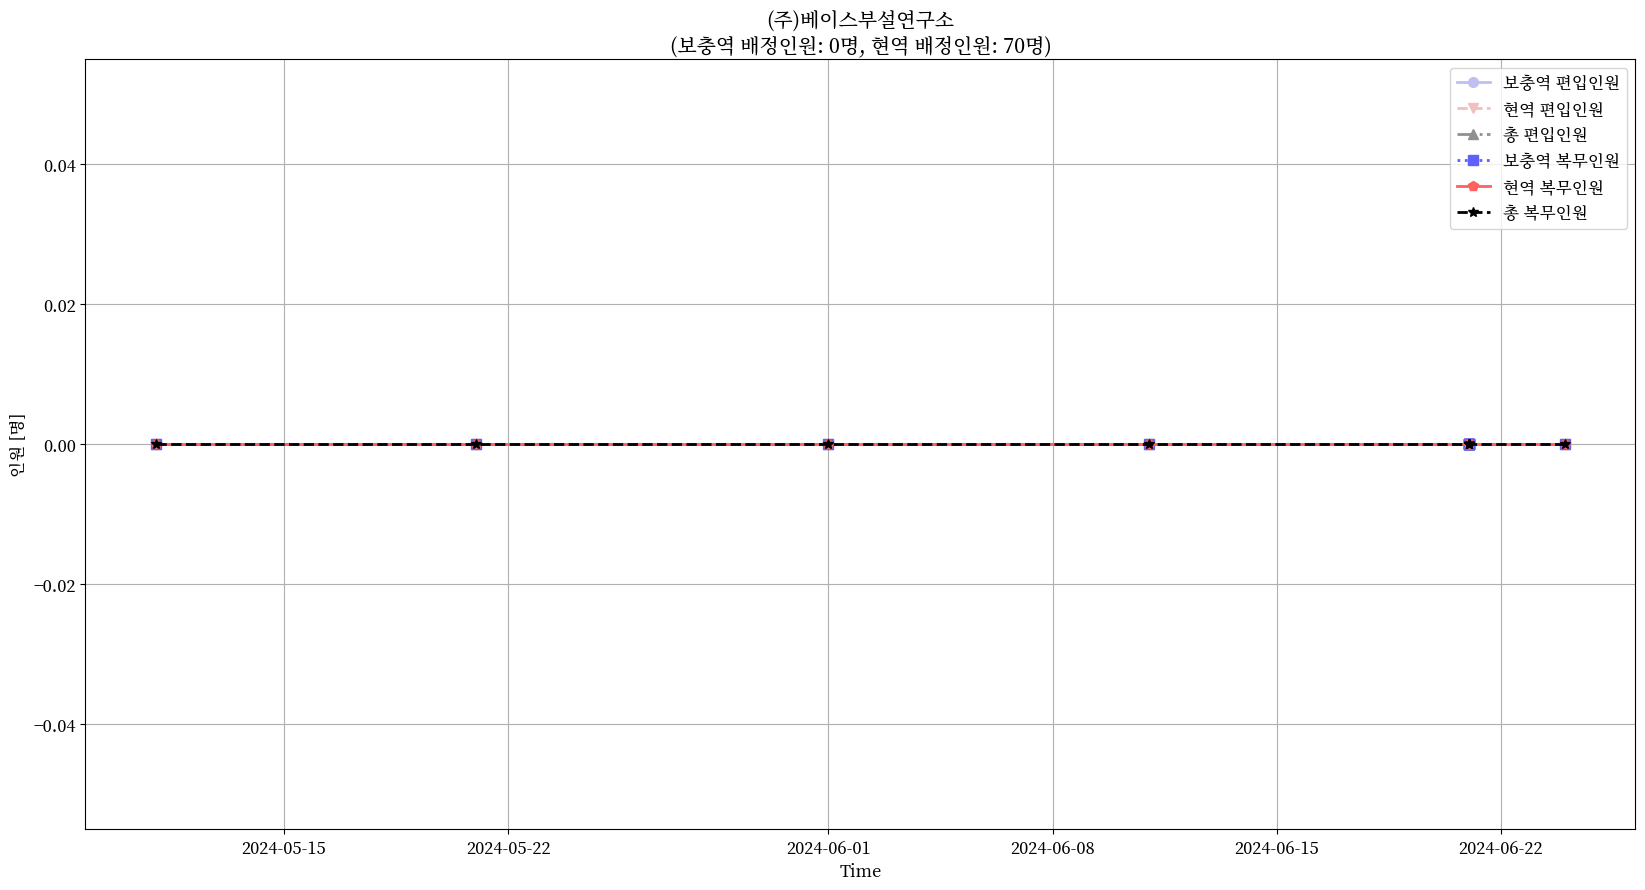 (주)베이스부설연구소
(보충역 배정인원: 0명, 현역 배정인원: 70명)
보충역 편입인원
현역 편입인원
총 편입인원
보충역 복무인원
현역 복무인원
총 복무인원
인원 [명]
0.04
0.02
0.00
−0.02
−0.04
2024-05-15
2024-05-22
2024-06-01
2024-06-08
2024-06-15
2024-06-22
Time